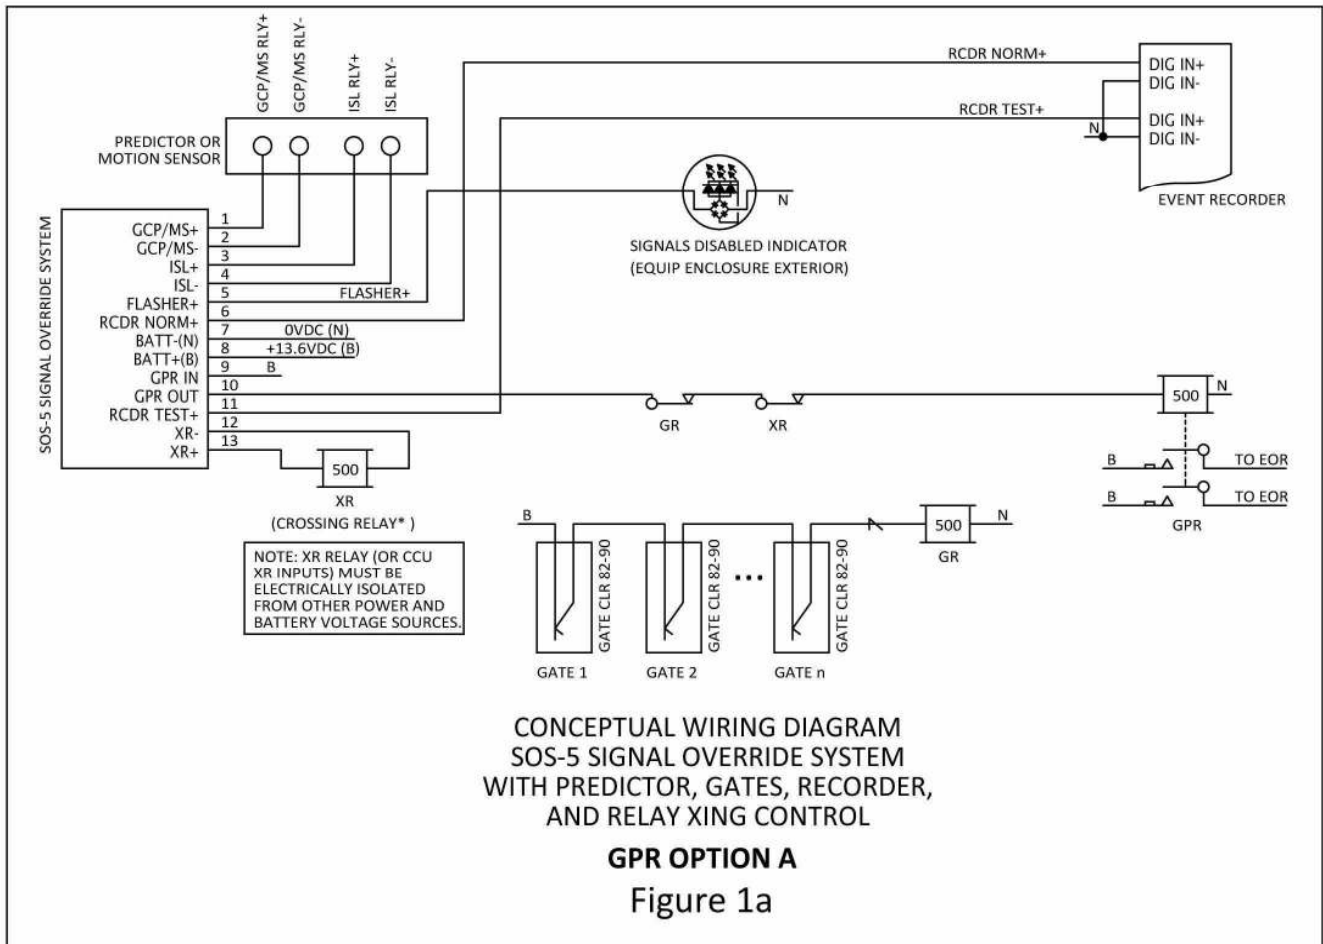 GCP/MS RLY+
GCP/MS RLY-
ISL RLY+
ISL RLY-
PREDICTOR OR
MOTION SENSOR
RCDR NORM+
RCDR TEST+
DIG IN+
DIG IN-
DIG IN+
DIG IN-
N
EVENT RECORDER
N
SIGNALS DISABLED INDICATOR
(EQUIP ENCLOSURE EXTERIOR)
SOS-5 SIGNAL OVERRIDE SYSTEM
GCP/MS+ 1
GCP/MS- 2
ISL+ 3
ISL- 4
FLASHER+ 5 FLASHER+
RCDR NORM+ 6
BATT-(N) 7 0VDC (N)
BATT+(B) 8 +13.6VDC (B)
GPR IN 9 B
GPR OUT 10
RCDR TEST+ 11
XR- 12
XR+ 13
GR
XR
500
N
B
TO EOR
B
TO EOR
GPR
500
XR
(CROSSING RELAY* )
NOTE: XR RELAY (OR CCU
XR INPUTS) MUST BE
ELECTRICALLY ISOLATED
FROM OTHER POWER AND
BATTERY VOLTAGE SOURCES.
B
GATE CLR 82-90
GATE CLR 82-90
GATE CLR 82-90
500
N
GR
GATE 1
GATE 2
GATE n
CONCEPTUAL WIRING DIAGRAM
SOS-5 SIGNAL OVERRIDE SYSTEM
WITH PREDICTOR, GATES, RECORDER,
AND RELAY XING CONTROL
GPR OPTION A
Figure 1a